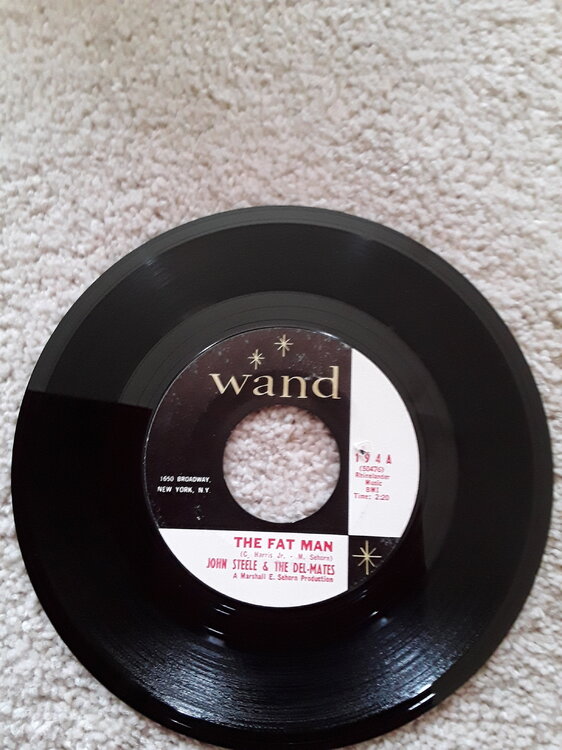 wand
1650 BROADWAY,
NEW YORK, N.Y.
194A
(50476)
Rhinelander
Music
BMI
Time: 2:20
THE FAT MAN
(C. Harris Jr. - M. Sehorn)
JOHN STEELE & THE DEL-MATES
A Marshall E. Sehorn Production